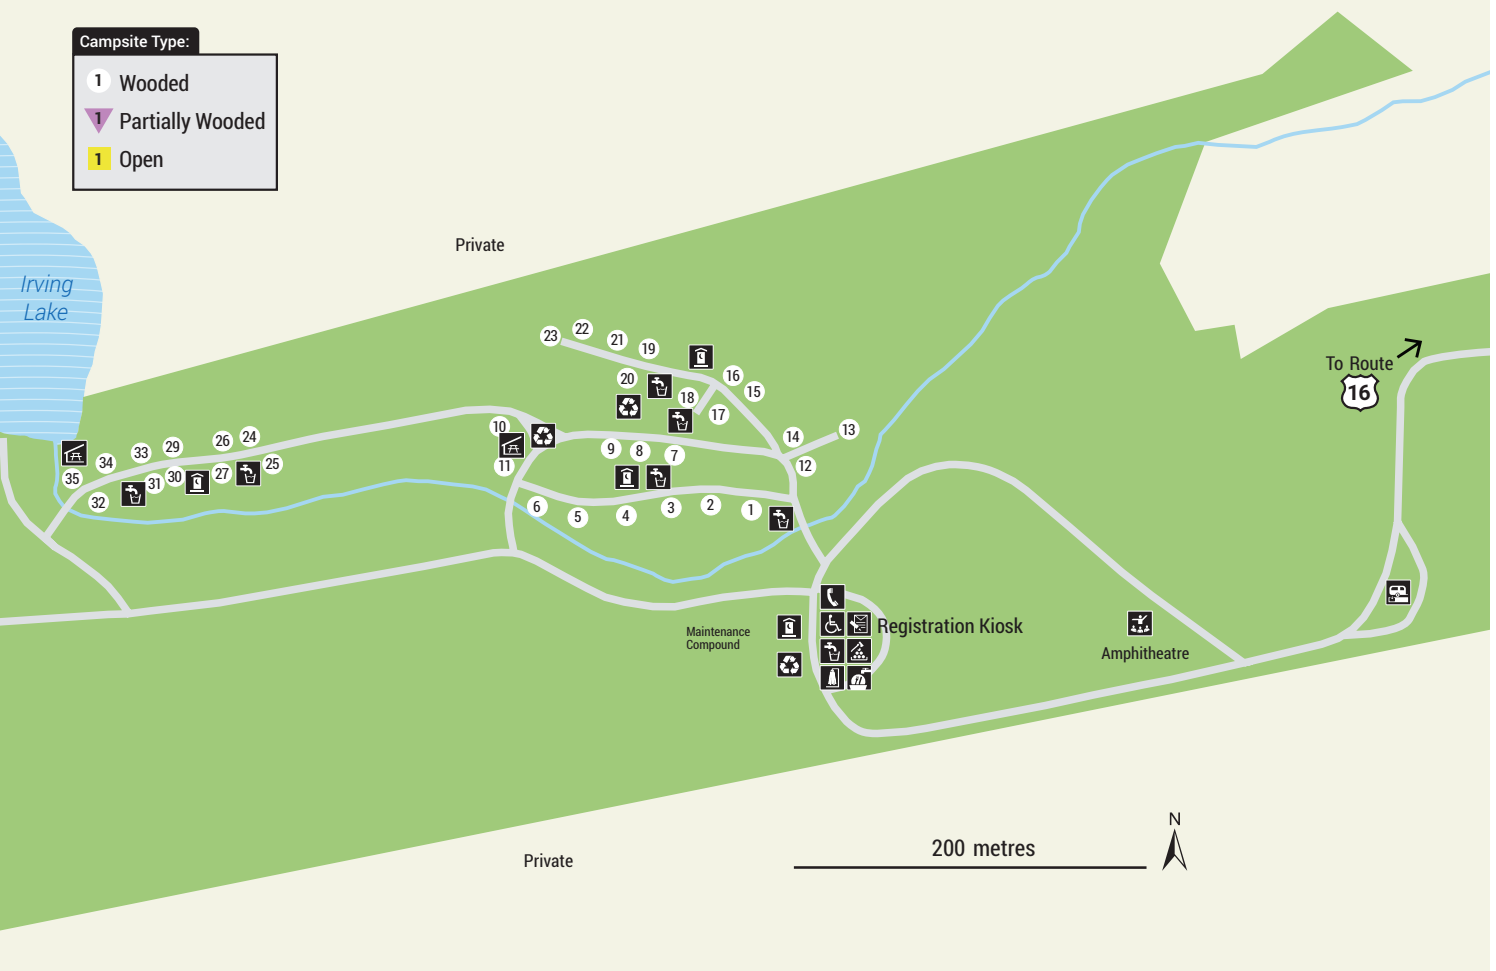 Campsite Type:
1 Wooded
1 Partially Wooded
1 Open
Private
Irving
Lake
23
22
21
19
20
16
15
18
17
To Route
16
14
13
12
10
11
9
8
7
33
29
26
24
34
35
32
31
30
27
25
6
5
4
3
2
1
Maintenance
Compound
Registration Kiosk
Amphitheatre
N
200 metres
Private